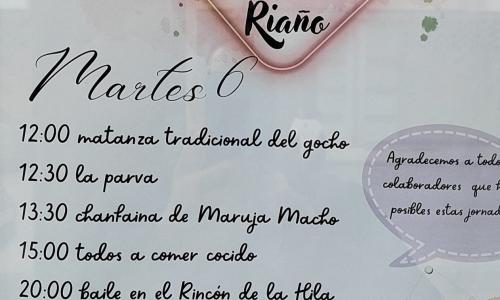 Riaño
Martes 6
12:00 matanza tradicional del gocho
12:30 la parva
13:30 chanfaina de Maruja Macho
15:00 todos a comer cocido
20:00 baile en el Rincón de la Hila
Agradecemos a todo
colaboradores que
posibles estas jornad